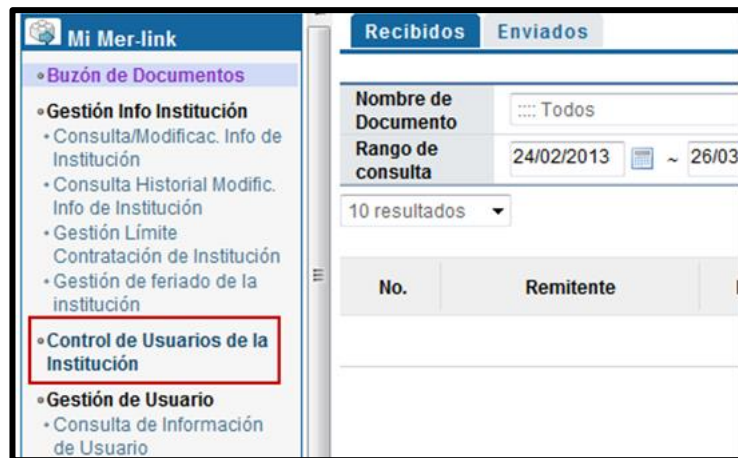 Mi Mer-link
Buzón de Documentos
Gestión Info Institución
Consulta/Modificac. Info de
Institución
Consulta Historial Modific.
Info de Institución
Gestión Límite
Contratación de Institución
Gestión de feriado de la
institución
Control de Usuarios de la
Institución
Gestión de Usuario
Consulta de Información
de Usuario
Recibidos Enviados
Nombre de
Documento
:::: Todos
Rango de
consulta
24/02/2013 ~ 26/03
10 resultados
No. Remitente